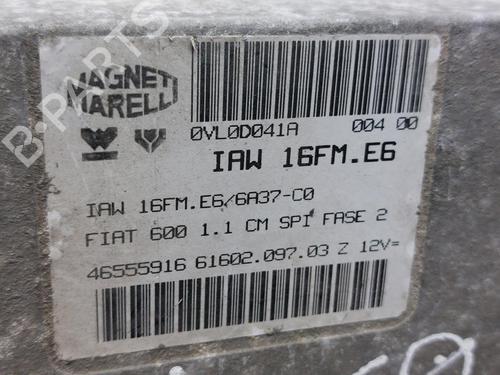 MAGNETI
MARELLI
0VL0D041A 004 00
IAW 16FM.E6
IAW 16FM.E6/6A37-C0
FIAT 600 1.1 CM SPI FASE 2
46555916 61602.097.03 Z 12V=
B-PARTS